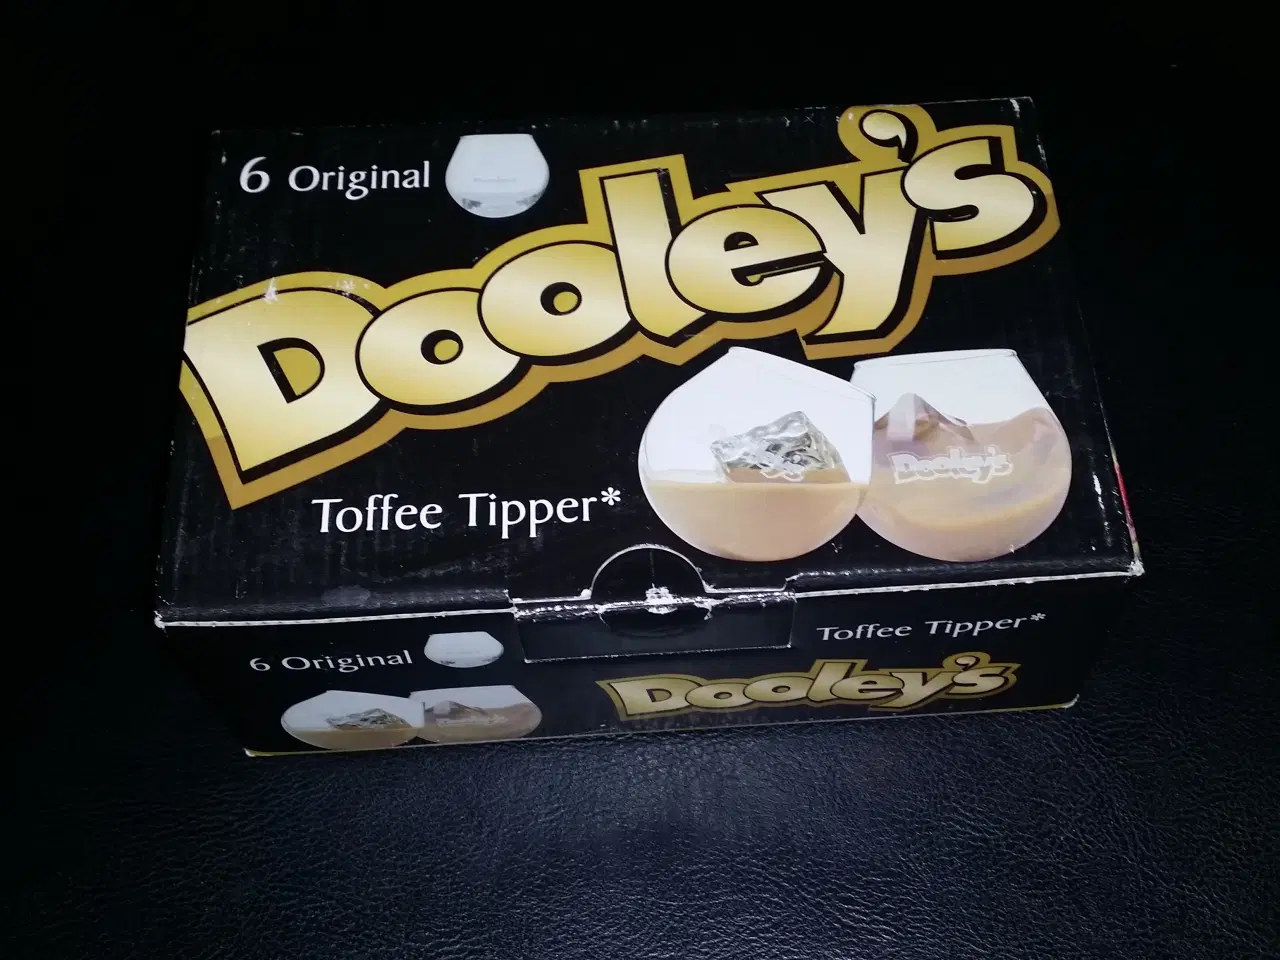 6 Original
Dooley's
Toffee Tipper*
Dooley's
6 Original
Toffee Tipper*
Dooley's